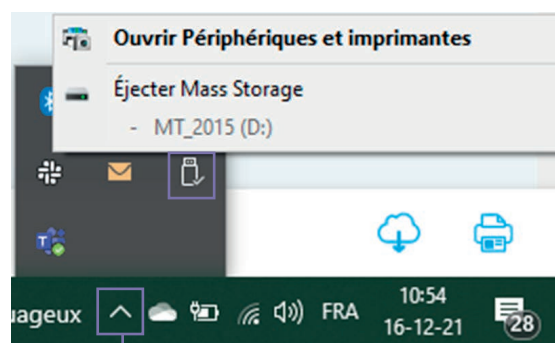 Ouvrir Périphériques et imprimantes
Éjecter Mass Storage
- MT_2015 (D:)
uageux
FRA
10:54
16-12-21
28